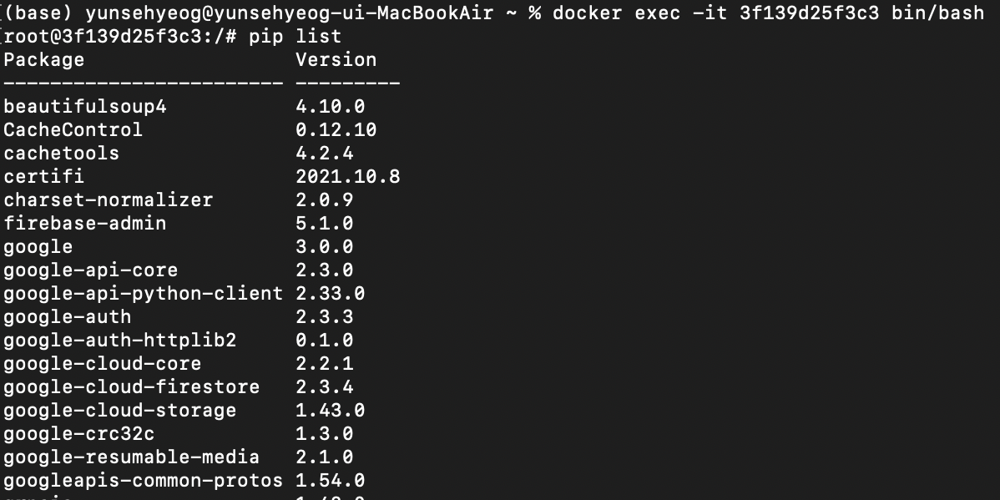 (base) yunsehyeog@yunsehyeog-ui-MacBookAir ~ % docker exec -it 3f139d25f3c3 bin/bash
root@3f139d25f3c3:/# pip list
Package                  Version
------------------------ ---------
beautifulsoup4           4.10.0
CacheControl             0.12.10
cachetools               4.2.4
certifi                  2021.10.8
charset-normalizer       2.0.9
firebase-admin           5.1.0
google                   3.0.0
google-api-core          2.3.0
google-api-python-client 2.33.0
google-auth              2.3.3
google-auth-httplib2     0.1.0
google-cloud-core        2.2.1
google-cloud-firestore   2.3.4
google-cloud-storage     1.43.0
google-crc32c            1.3.0
google-resumable-media   2.1.0
googleapis-common-protos 1.54.0